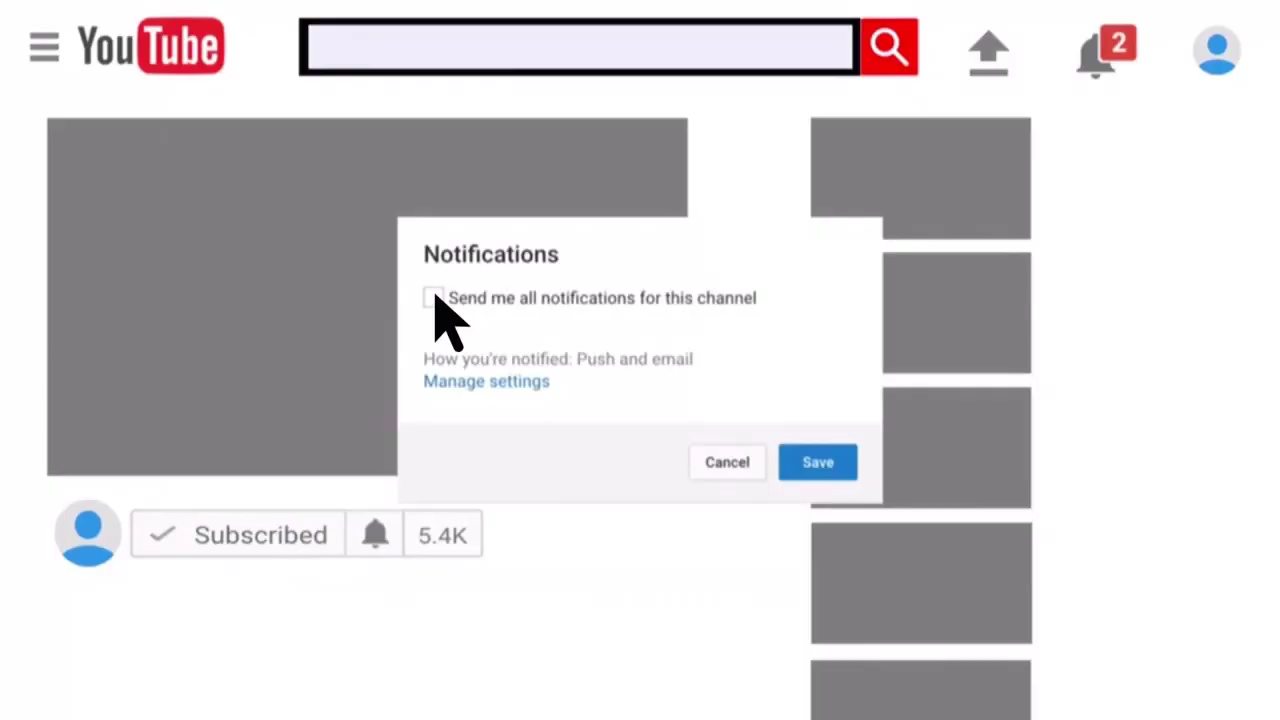 YouTube
2
Notifications
Send me all notifications for this channel
How you're notified: Push and email
Manage settings
Cancel
Save
Subscribed
5.4K